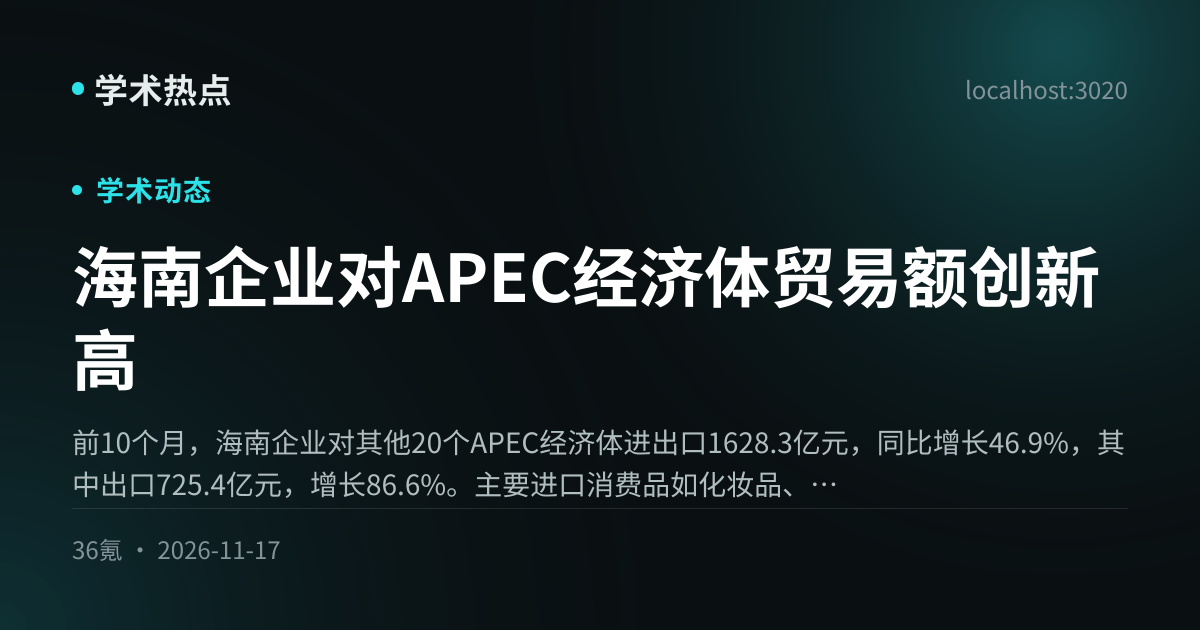 学术热点
localhost:3020
学术动态
海南企业对APEC经济体贸易额创新
高
前10个月，海南企业对其他20个APEC经济体进出口1628.3亿元，同比增长46.9%，其
中出口725.4亿元，增长86.6%。主要进口消费品如化妆品、…
36氪 · 2026-11-17